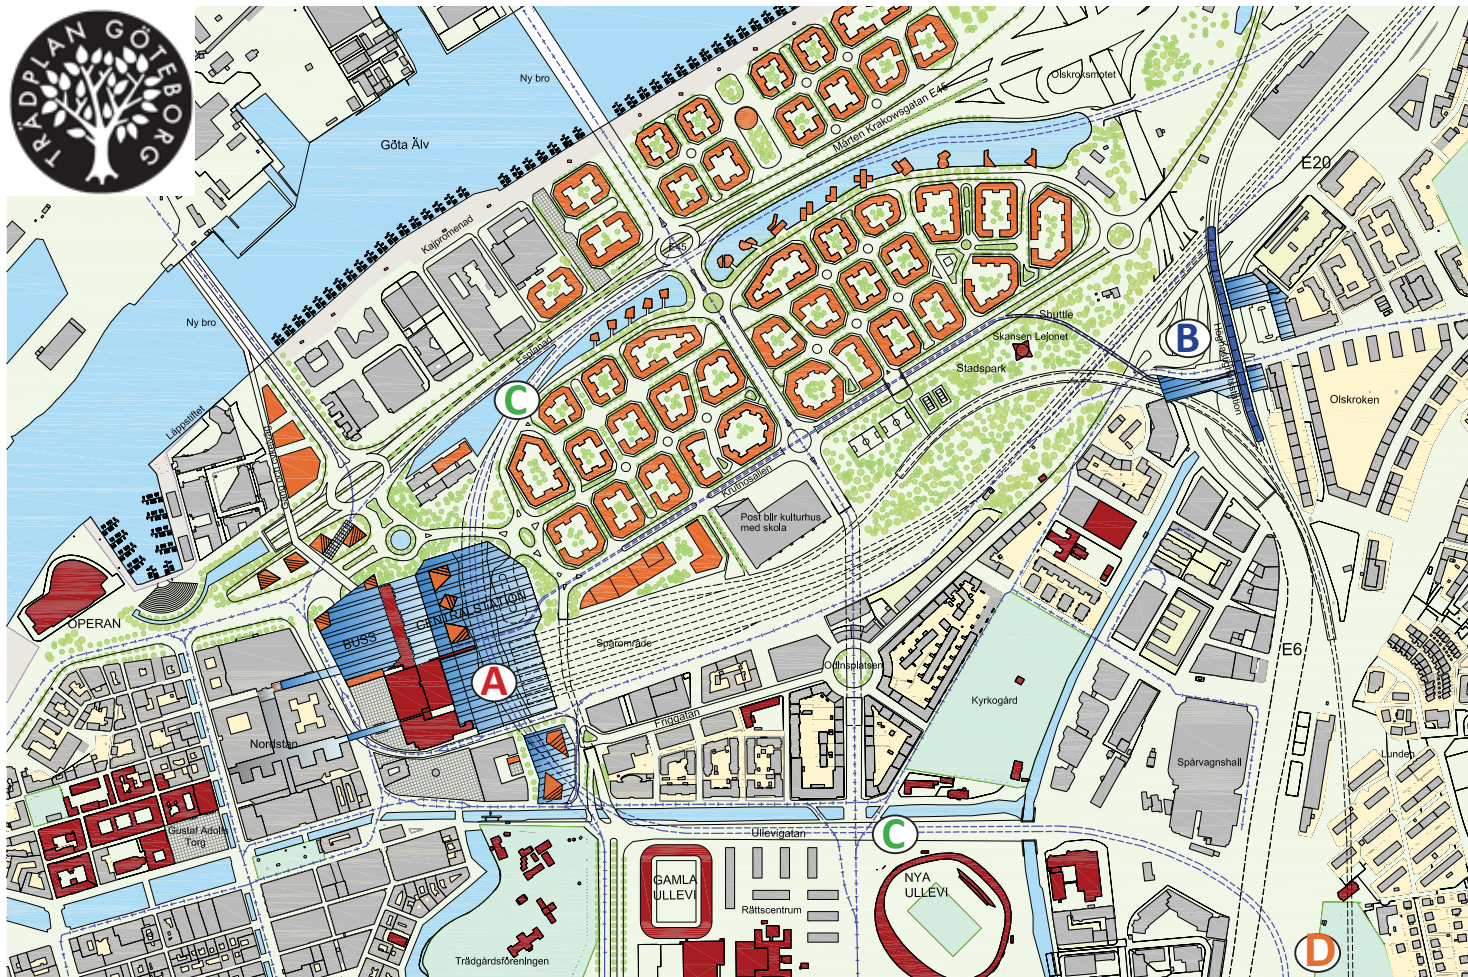 TRÄDPLAN GÖTEBORG
Ny bro
Göta Älv
Olskroksmotet
Mårten Krakowsgatan E45
E20
Kajpromenad
E45
Ny bro
Esplanad
Shuttle
Skansen Lejonet
Stadspark
B
C
Olskroken
Läppstiftet
Krutnosallen
Post blir kulturhus
med skola
OPERAN
BUSS
CENTRALSTATION
Spårområde
Odinsplatsen
E6
A
Kyrkogård
Friggatan
Nordstan
Lunden
Spårvagnshall
Gustaf Adolfs
Torg
Ullevigatan
C
GAMLA
ULLEVI
NYA
ULLEVI
Rättscentrum
Trädgårdsföreningen
D